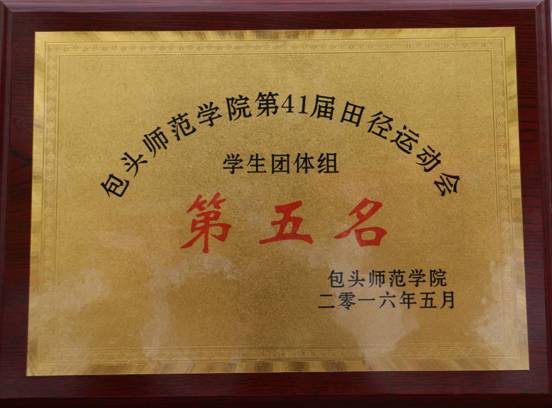 包头师范学院第41届田径运动会
学生团体组
第五名
包头师范学院
二零一六年五月